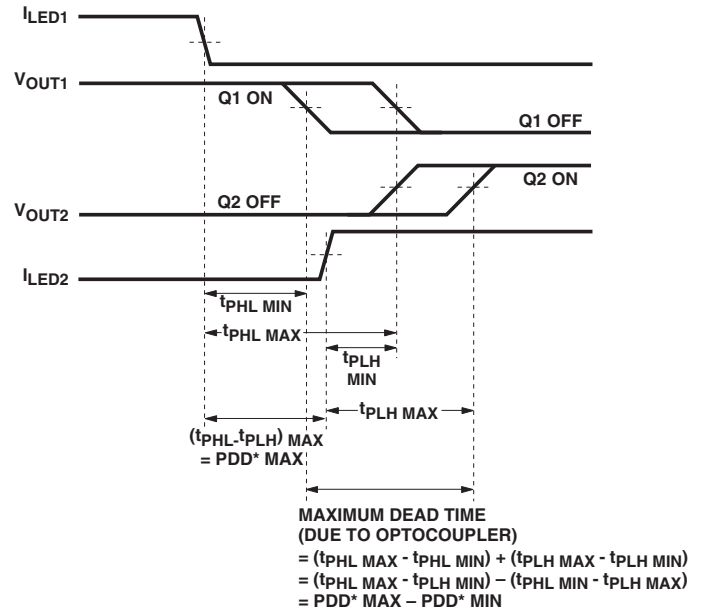 ILED1
VOUT1
Q1 ON
Q1 OFF
Q2 OFF
Q2 ON
VOUT2
ILED2
tPHL MIN
tPHL MAX
tPLH
MIN
tPLH MAX
(tPHL-tPLH) MAX
= PDD* MAX
MAXIMUM DEAD TIME
(DUE TO OPTOCOUPLER)
= (tPHL MAX - tPHL MIN) + (tPLH MAX - tPLH MIN)
= (tPHL MAX - tPLH MIN) – (tPHL MIN - tPLH MAX)
= PDD* MAX – PDD* MIN